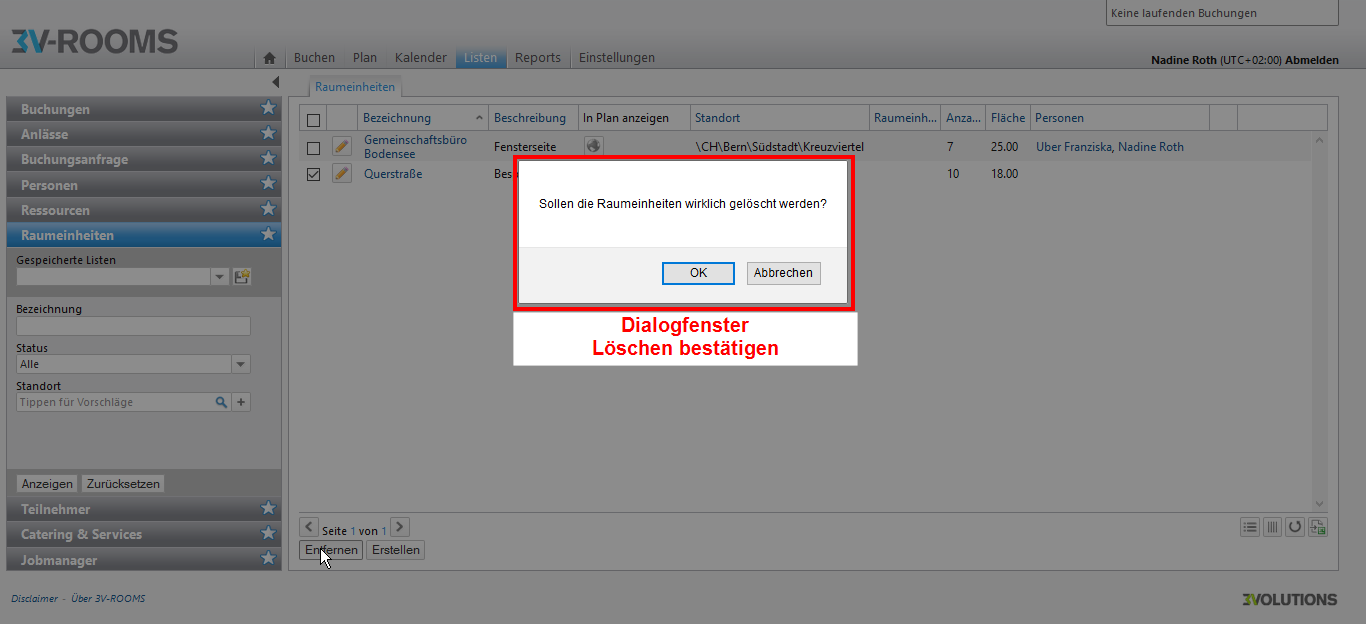 Keine laufenden Buchungen
3V-ROOMS
Buchen Plan Kalender Listen Reports Einstellungen
Nadine Roth (UTC+02:00) Abmelden
Buchungen
Anlässe
Buchungsanfrage
Personen
Ressourcen
Raumeinheiten
Gespeicherte Listen
Bezeichnung
Status
Alle
Standort
Tippen für Vorschläge
+
Anzeigen Zurücksetzen
Teilnehmer
Catering & Services
Jobmanager
Raumeinheiten
Bezeichnung Beschreibung In Plan anzeigen Standort Raumeinh... Anza... Fläche Personen
Gemeinschaftsbüro
Bodensee Fensterseite \CH\Bern\Südstadt\Kreuzviertel 7 25.00 Uber Franziska, Nadine Roth
Querstraße 10 18.00
Sollen die Raumeinheiten wirklich gelöscht werden?
OK Abbrechen
Dialogfenster
Löschen bestätigen
Seite 1 von 1
Entfernen Erstellen
Disclaimer - Über 3V-ROOMS
3VOLUTIONS